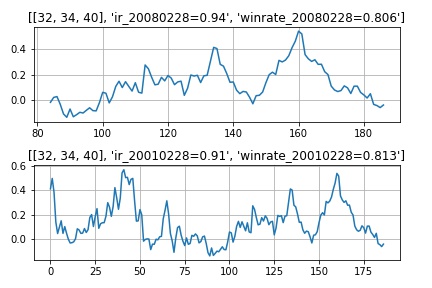 [[32, 34, 40], 'ir_20080228=0.94', 'winrate_20080228=0.806']
0.4
0.2
0.0
80 100 120 140 160 180
[[32, 34, 40], 'ir_20010228=0.91', 'winrate_20010228=0.813']
0.6
0.4
0.2
0.0
0 25 50 75 100 125 150 175